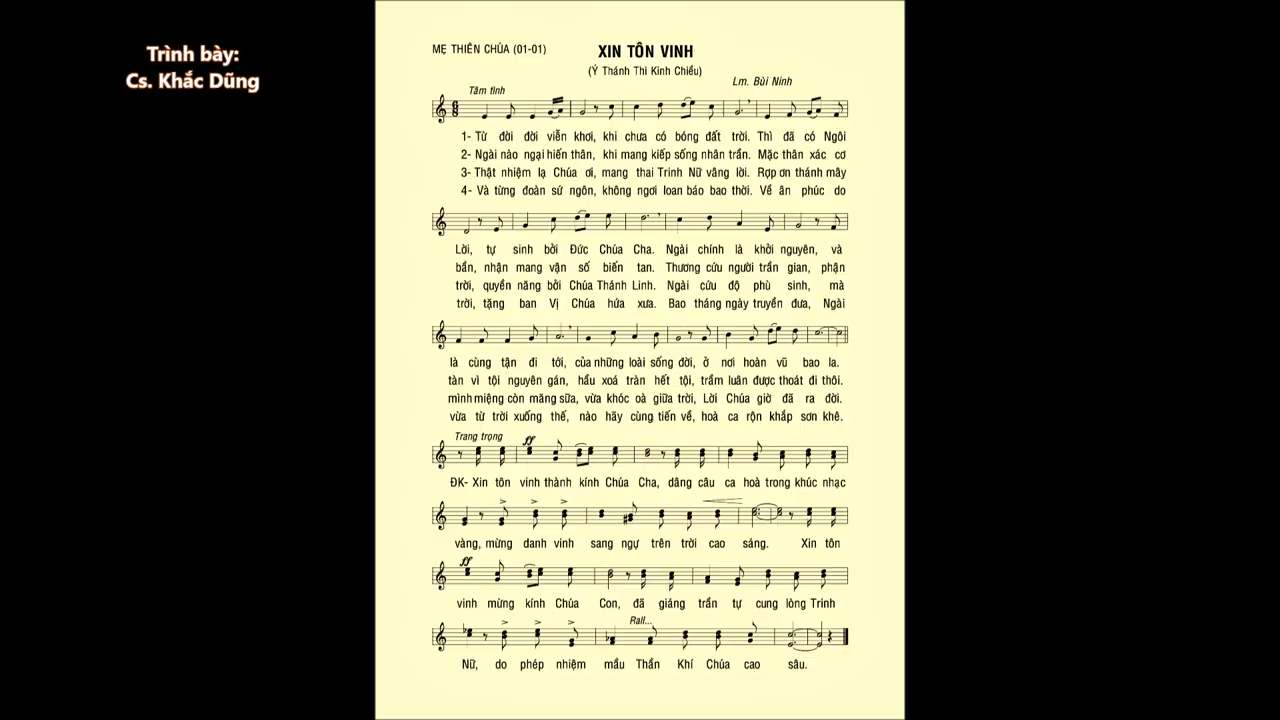 Trình bày:
Cs. Khắc Dũng
MẸ THIÊN CHÚA (01-01)
XIN TÔN VINH
(Ý Thánh Thi Kinh Chiều)
Lm. Bùi Ninh
Tâm tình
1- Từ đời đời viễn khơi, khi chưa có bóng đất trời. Thì đã có Ngôi
2- Ngài nào ngại hiến thân, khi mang kiếp sống nhân trần. Mặc thân xác cơ
3- Thật nhiệm lạ Chúa ơi, mang thai Trinh Nữ vâng lời. Rợp ơn thánh mây
4- Và từng đoàn sứ ngôn, không ngơi loan báo bao thời. Về ân phúc do
Lời, tự sinh bởi Đức Chúa Cha. Ngài chính là khởi nguyên, và
bần, nhận mang vận số biến tan. Thương cứu người trần gian, phận
trời, quyền năng bởi Chúa Thánh Linh. Ngài cứu độ phù sinh, mà
trời, tặng ban Vị Chúa hứa xưa. Bao tháng ngày truyền đưa, Ngài
là cùng tận đi tới, của những loài sống đời, ở nơi hoàn vũ bao la.
tàn vì tội nguyên gán, hầu xoá tràn hết tội, trầm luân được thoát đi thôi.
mình miệng còn măng sữa, vừa khóc oà giữa trời, Lời Chúa giờ đã ra đời.
vừa từ trời xuống thế, nào hãy cùng tiến về, hoà ca rộn khắp sơn khê.
Trang trọng
ff
ĐK- Xin tôn vinh thành kính Chúa Cha, dâng câu ca hoà trong khúc nhạc
vàng, mừng danh vinh sang ngự trên trời cao sáng. Xin tôn
ff
vinh mừng kính Chúa Con, đã giáng trần tự cung lòng Trinh
Rall...
Nữ, do phép nhiệm mầu Thần Khí Chúa cao sâu.